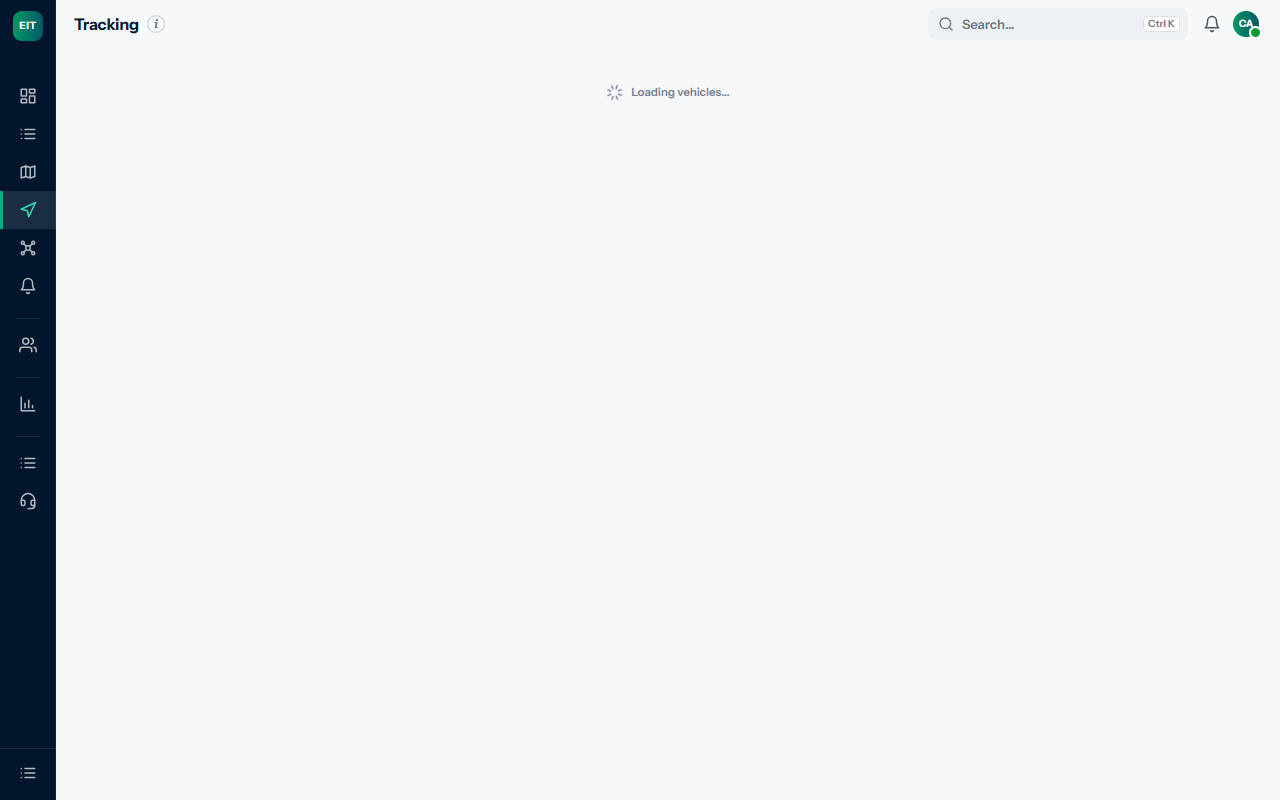 EIT
Tracking
i
Search...
Ctrl K
CA
Loading vehicles...